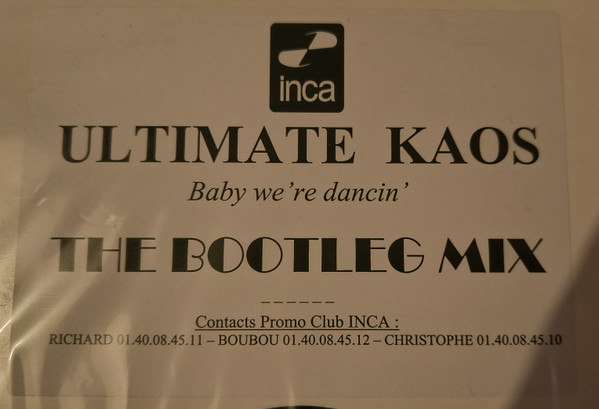 inca
ULTIMATE KAOS
Baby we're dancin'
THE BOOTLEG MIX
------
Contacts Promo Club INCA :
RICHARD 01.40.08.45.11 – BOUBOU 01.40.08.45.12 – CHRISTOPHE 01.40.08.45.10